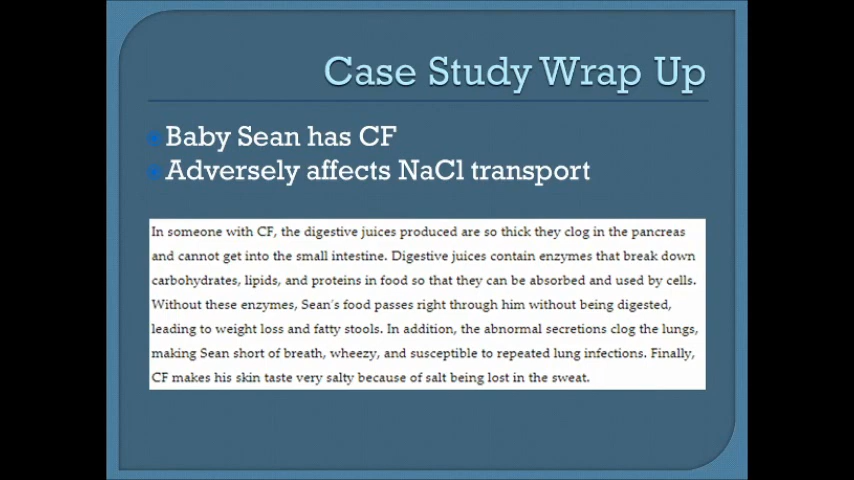 Case Study Wrap Up
Baby Sean has CF
Adversely affects NaCl transport
In someone with CF, the digestive juices produced are so thick they clog in the pancreas
and cannot get into the small intestine. Digestive juices contain enzymes that break down
carbohydrates, lipids, and proteins in food so that they can be absorbed and used by cells.
Without these enzymes, Sean's food passes right through him without being digested,
leading to weight loss and fatty stools. In addition, the abnormal secretions clog the lungs,
making Sean short of breath, wheezy, and susceptible to repeated lung infections. Finally,
CF makes his skin taste very salty because of salt being lost in the sweat.